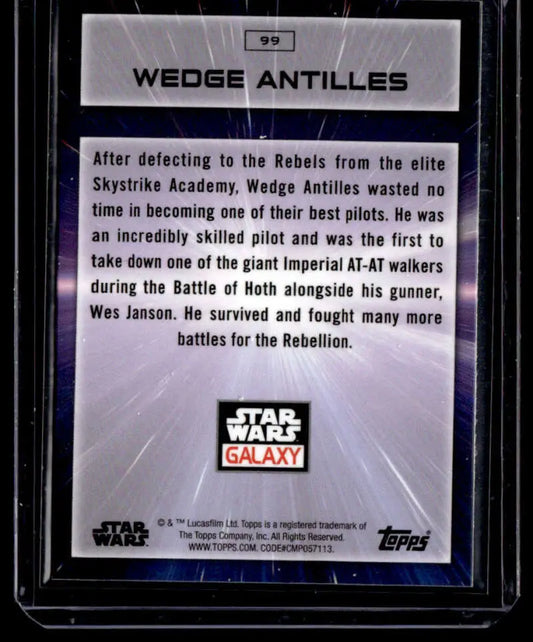 99
WEDGE ANTILLES
After defecting to the Rebels from the elite
Skystrike Academy, Wedge Antilles wasted no
time in becoming one of their best pilots. He was
an incredibly skilled pilot and was the first to
take down one of the giant Imperial AT-AT walkers
during the Battle of Hoth alongside his gunner,
Wes Janson. He survived and fought many more
battles for the Rebellion.
STAR
WARS
GALAXY
STAR
WARS
© & ™ Lucasfilm Ltd. Topps is a registered trademark of
The Topps Company, Inc. All Rights Reserved.
WWW.TOPPS.COM. CODE#CMP057113.
Topps